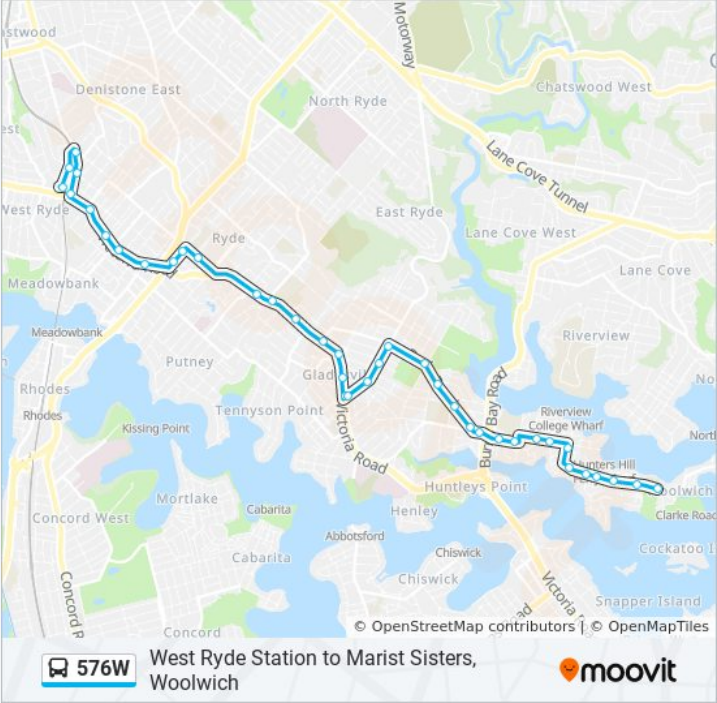 astwood
Motorway
Denistone East
Chatswood West
North Ryde
est
Lane Cove Tunnel
West Ryde
East Ryde
Ryde
Lane Cove West
Meadowbank
Lane Cove
Meadowbank
Riverview
Putney
Rhodes
Tennyson Point
Rhodes
Kissing Point
Victoria Road
Bay Road
Riverview
College Wharf
North
Hunters Hill
Huntleys Point
Mortlake
Cabarita
Henley
Clarke Road
Concord West
Abbotsford
Cockatoo I
Cabarita
Chiswick
Chiswick
Concord R
Victoria
Snapper Island
Concord
© OpenStreetMap contributors | © OpenMapTiles
576W
West Ryde Station to Marist Sisters,
Woolwich
moovit